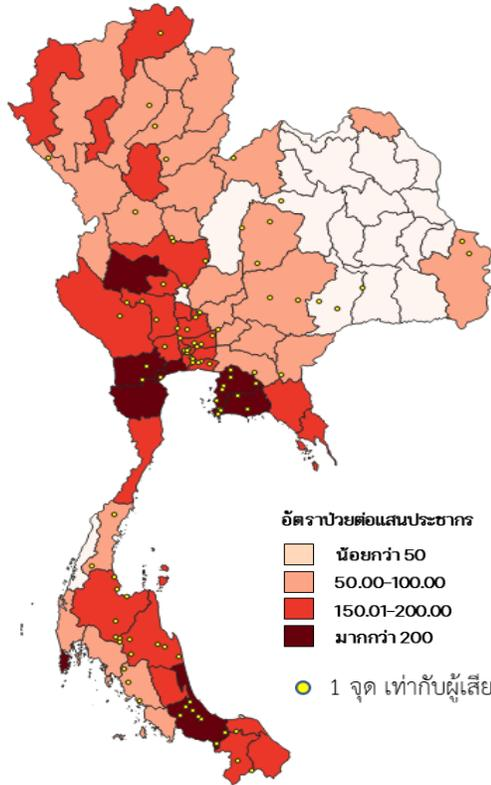 อัตราป่วยต่อแสนประชากร
น้อยกว่า 50
50.00-100.00
150.01-200.00
มากกว่า 200
1 จุด เท่ากับผู้เสีย